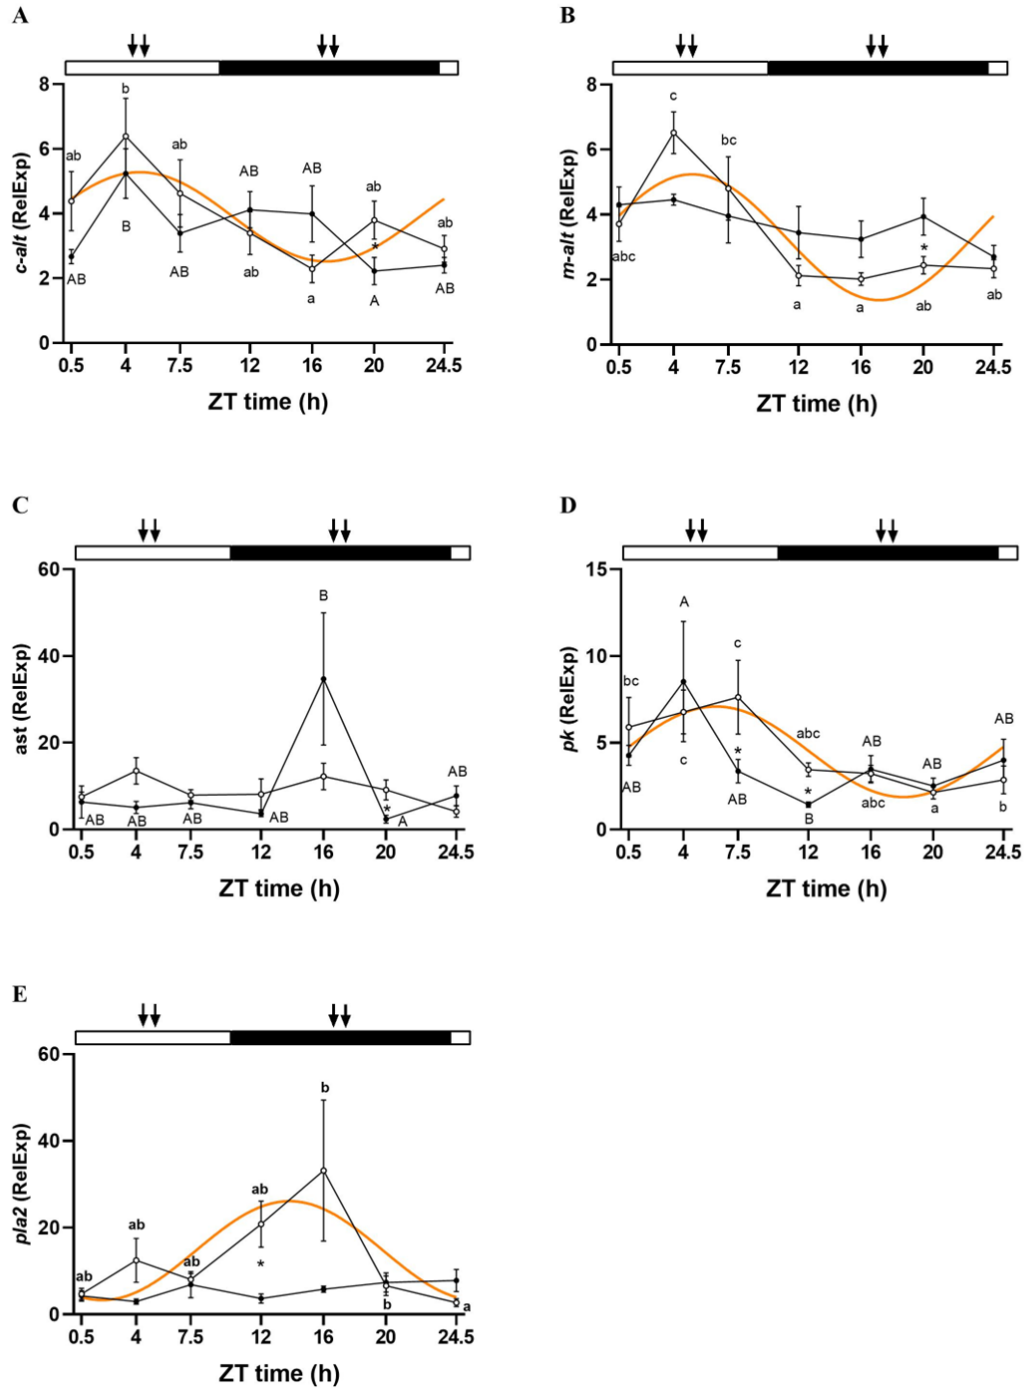 A
b
ab
ab
AB
AB
ab
ab
B
*
AB
AB
ab
a
A
AB
c-alt (RelExp)
8
6
4
2
0
0.5 4 7.5 12 16 20 24.5
ZT time (h)
B
c
bc
abc
*
a
a
ab
ab
m-alt (RelExp)
8
6
4
2
0
0.5 4 7.5 12 16 20 24.5
ZT time (h)
C
B
AB
*
AB
AB
AB
AB
A
ast (RelExp)
60
40
20
0
0.5 4 7.5 12 16 20 24.5
ZT time (h)
D
A
c
bc
abc
AB
AB
AB
*
c
*
AB
AB
B
abc
a
b
pk (RelExp)
15
10
5
0
0.5 4 7.5 12 16 20 24.5
ZT time (h)
E
b
ab
ab
ab
ab
*
b
a
pla2 (RelExp)
60
40
20
0
0.5 4 7.5 12 16 20 24.5
ZT time (h)